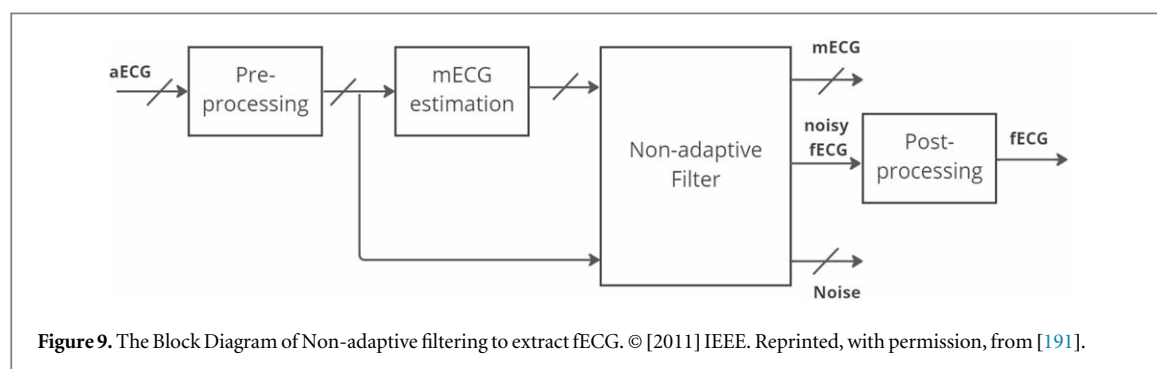 aECG
Pre-
processing
mECG
estimation
Non-adaptive
Filter
mECG
noisy
fECG
Post-
processing
fECG
Noise
Figure 9. The Block Diagram of Non-adaptive filtering to extract fECG. © [2011] IEEE. Reprinted, with permission, from [191].